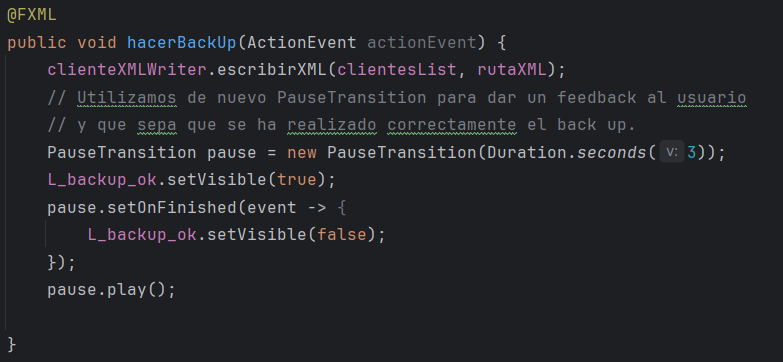 @FXML
public void hacerBackUp(ActionEvent actionEvent) {
    clienteXMLWriter.escribirXML(clientesList, rutaXML);
    // Utilizamos de nuevo PauseTransition para dar un feedback al usuario
    // y que sepa que se ha realizado correctamente el back up.
    PauseTransition pause = new PauseTransition(Duration.seconds( v: 3));
    L_backup_ok.setVisible(true);
    pause.setOnFinished(event -> {
        L_backup_ok.setVisible(false);
    });
    pause.play();
}